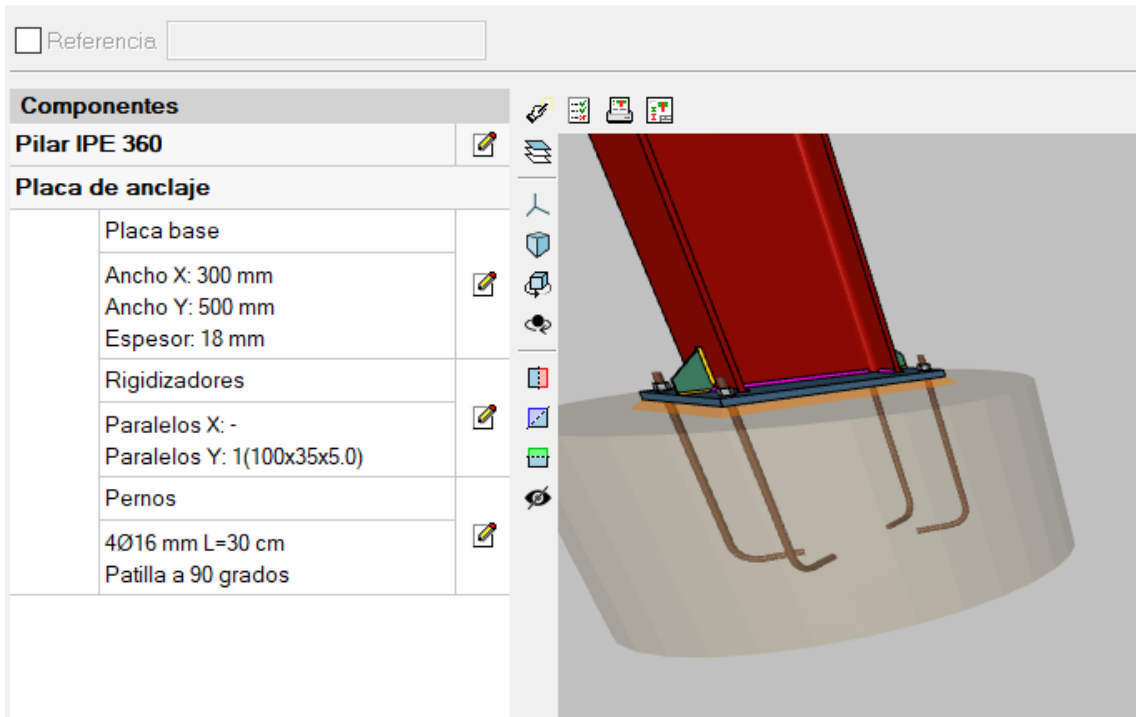 Referencia
Componentes
Pilar IPE 360
Placa de anclaje
Placa base
Ancho X: 300 mm
Ancho Y: 500 mm
Espesor: 18 mm
Rigidizadores
Paralelos X: -
Paralelos Y: 1(100x35x5.0)
Pernos
4Ø16 mm L=30 cm
Patilla a 90 grados